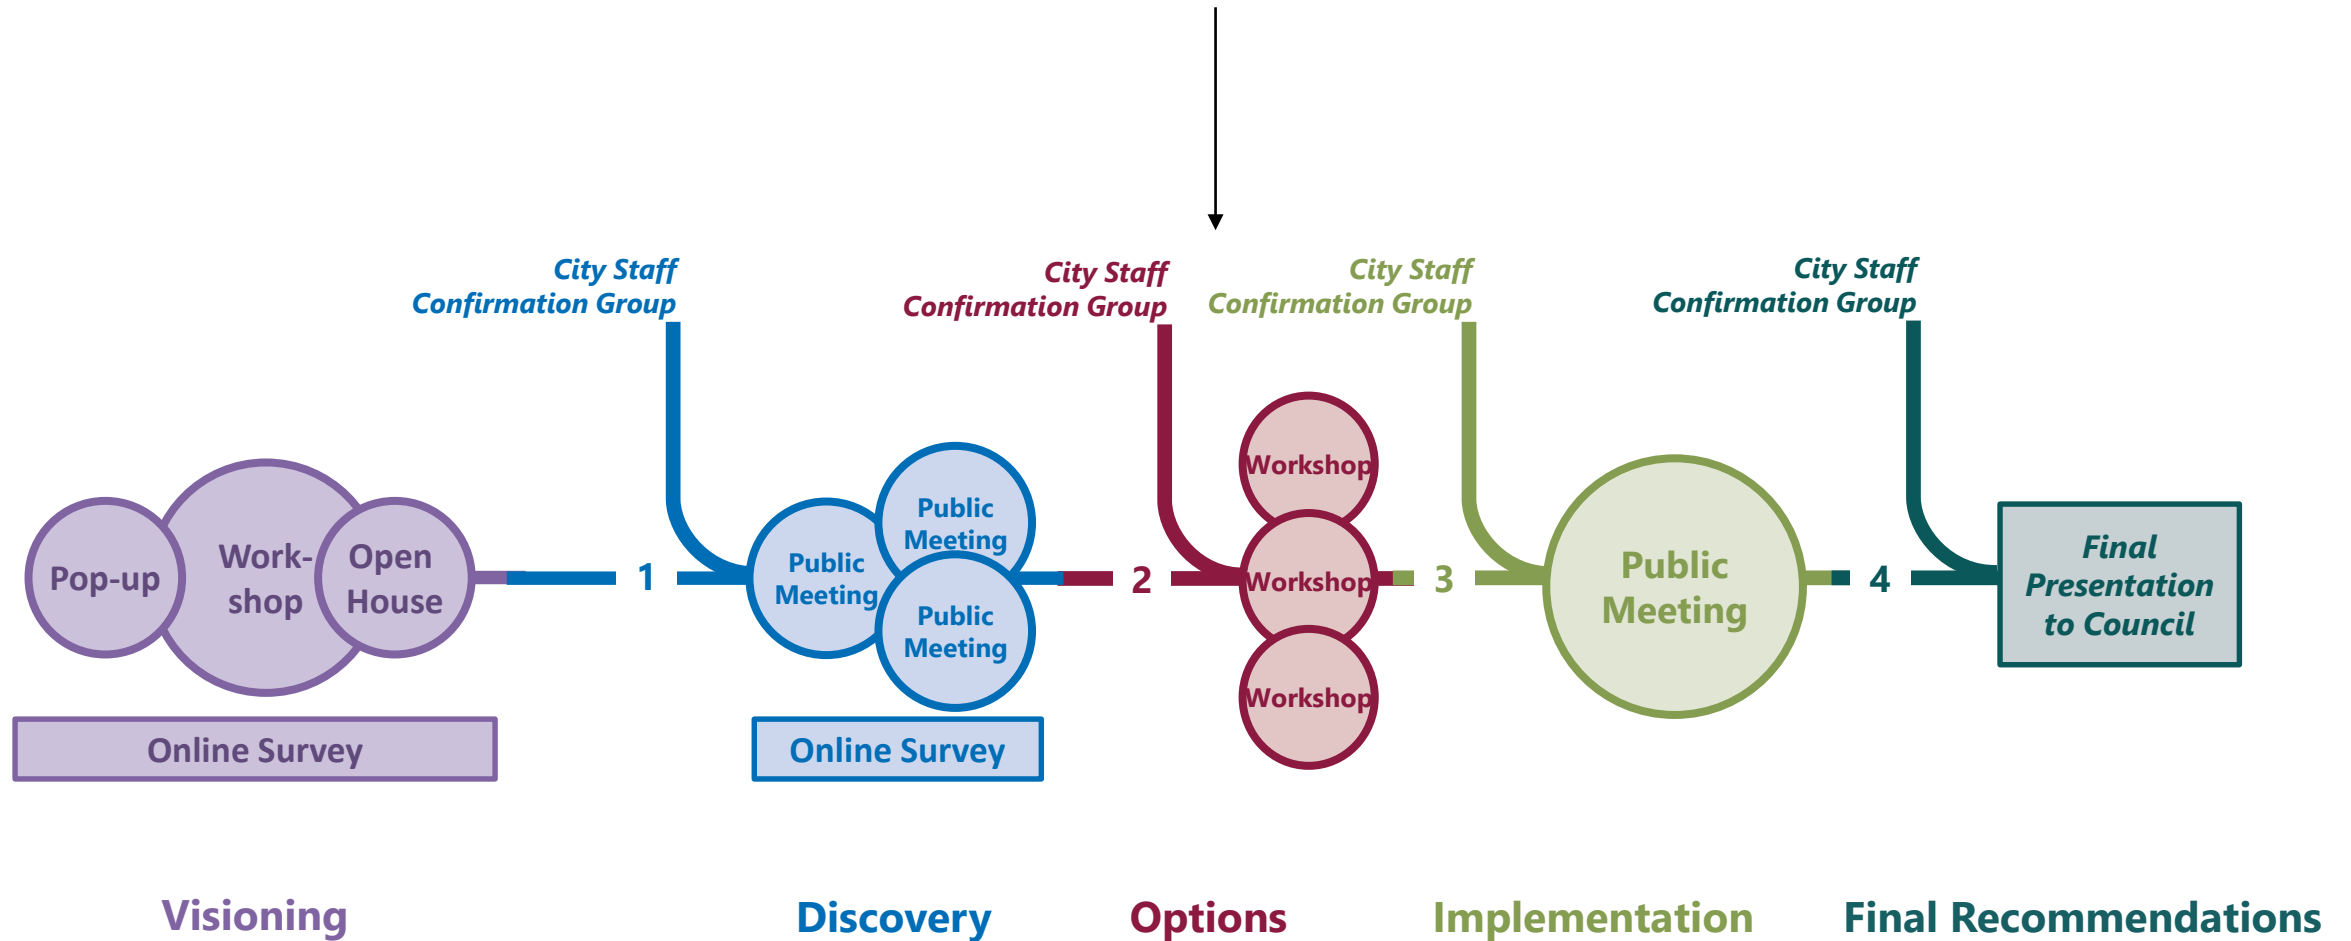 City Staff
Confirmation Group
City Staff
Confirmation Group
City Staff
Confirmation Group
City Staff
Confirmation Group
Pop-up
Work-
shop
Open
House
Online Survey
1
Public
Meeting
Public
Meeting
Public
Meeting
Online Survey
2
Workshop
Workshop
Workshop
3
Public
Meeting
4
Final
Presentation
to Council
Visioning
Discovery
Options
Implementation
Final Recommendations